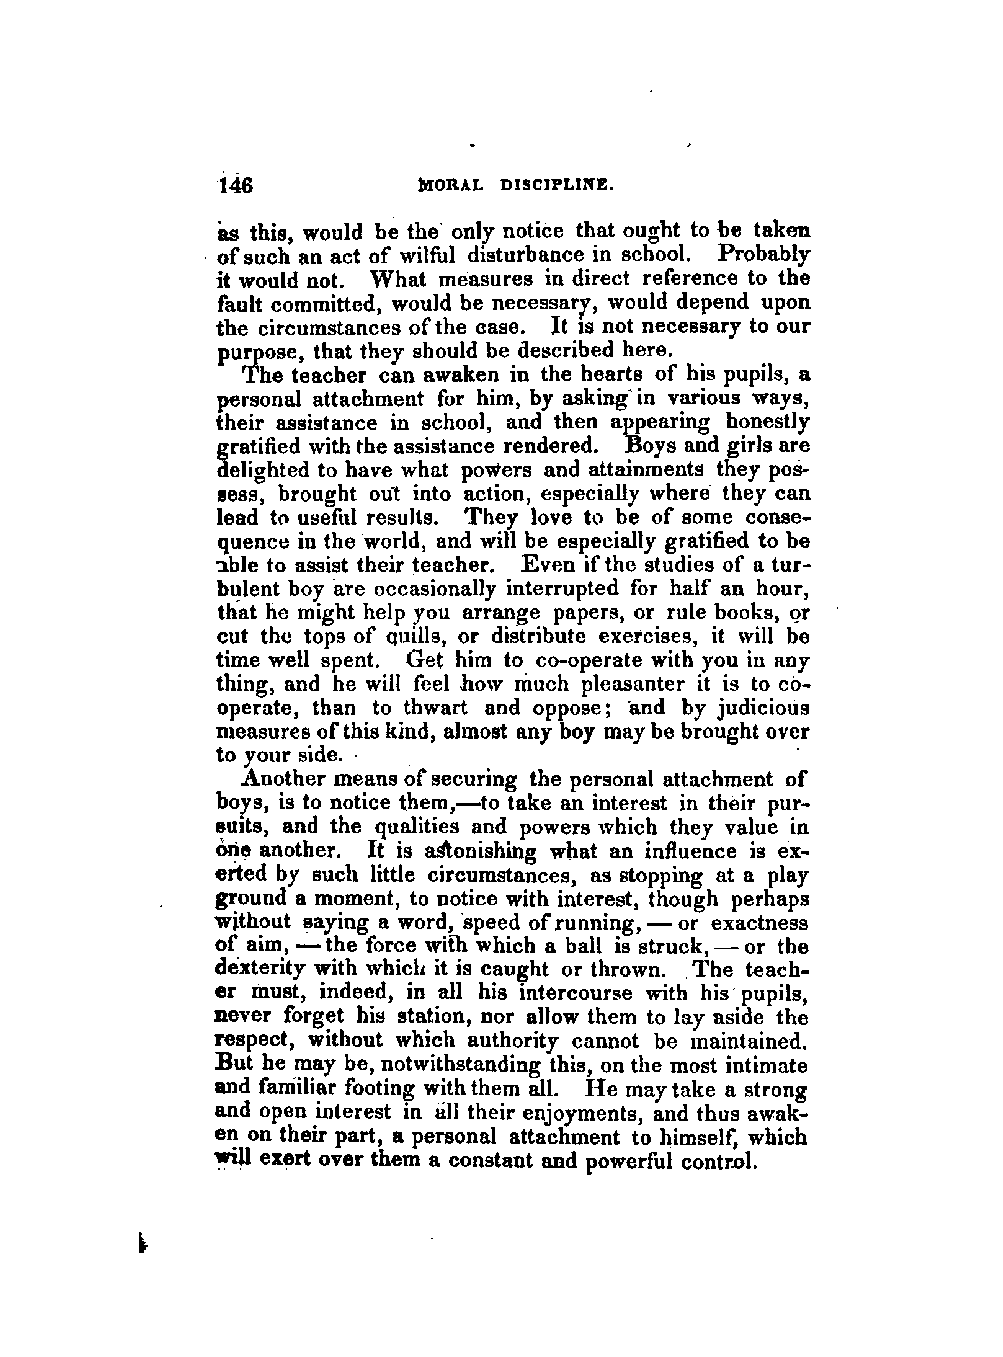 146 MORAL DISCIPLINE.
as this, would be the only notice that ought to be taken
of such an act of wilful disturbance in school. Probably
it would not. What measures in direct reference to the
fault committed, would be necessary, would depend upon
the circumstances of the case. It is not necessary to our
purpose, that they should be described here.
The teacher can awaken in the hearts of his pupils, a
personal attachment for him, by asking in various ways,
their assistance in school, and then appearing honestly
gratified with the assistance rendered. Boys and girls are
delighted to have what powers and attainments they pos-
sess, brought out into action, especially where they can
lead to useful results. They love to be of some conse-
quence in the world, and will be especially gratified to be
able to assist their teacher. Even if the studies of a tur-
bulent boy are occasionally interrupted for half an hour,
that he might help you arrange papers, or rule books, or
cut the tops of quills, or distribute exercises, it will be
time well spent. Get him to co-operate with you in any
thing, and he will feel how much pleasanter it is to co-
operate, than to thwart and oppose; and by judicious
measures of this kind, almost any boy may be brought over
to your side.
Another means of securing the personal attachment of
boys, is to notice them,—to take an interest in their pur-
suits, and the qualities and powers which they value in
one another. It is astonishing what an influence is ex-
erted by such little circumstances, as stopping at a play
ground a moment, to notice with interest, though perhaps
without saying a word, speed of running, — or exactness
of aim, — the force with which a ball is struck, — or the
dexterity with which it is caught or thrown. The teach-
er must, indeed, in all his intercourse with his pupils,
never forget his station, nor allow them to lay aside the
respect, without which authority cannot be maintained.
But he may be, notwithstanding this, on the most intimate
and familiar footing with them all. He may take a strong
and open interest in all their enjoyments, and thus awak-
en on their part, a personal attachment to himself, which
will exert over them a constant and powerful control.